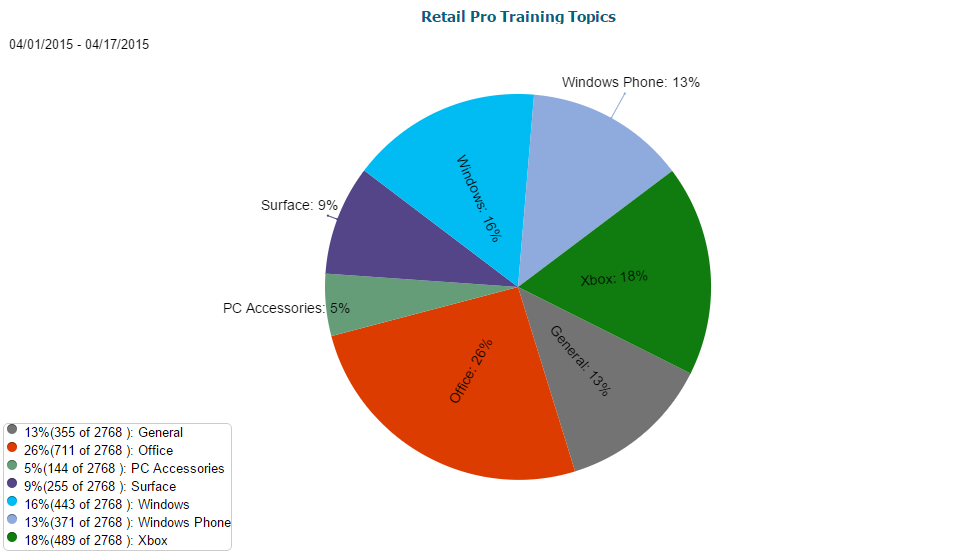 Retail Pro Training Topics
04/01/2015 - 04/17/2015
Windows Phone: 13%
Windows: 16%
Surface: 9%
Xbox: 18%
PC Accessories: 5%
General: 13%
Office: 26%
13%(355 of 2768 ): General
26%(711 of 2768 ): Office
5%(144 of 2768 ): PC Accessories
9%(255 of 2768 ): Surface
16%(443 of 2768 ): Windows
13%(371 of 2768 ): Windows Phone
18%(489 of 2768 ): Xbox